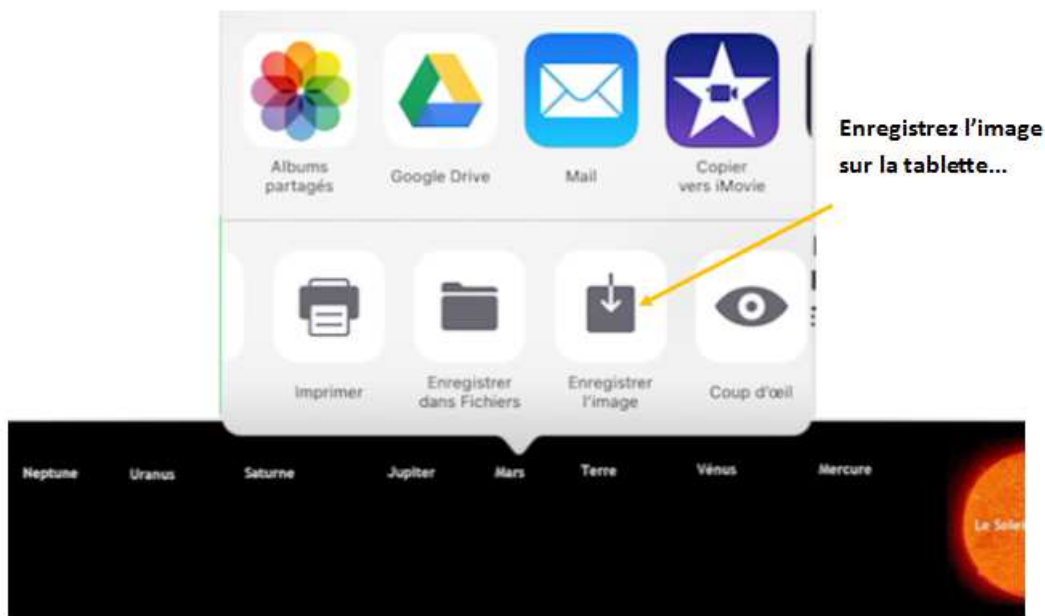 Albums
partagés
Google Drive
Mail
Copier
vers iMovie
Enregistrez l'image
sur la tablette...
Imprimer
Enregistrer
dans Fichiers
Enregistrer
l'image
Coup d'œil
Neptune Uranus Saturne Jupiter Mars Terre Vénus Mercure
Le Soleil